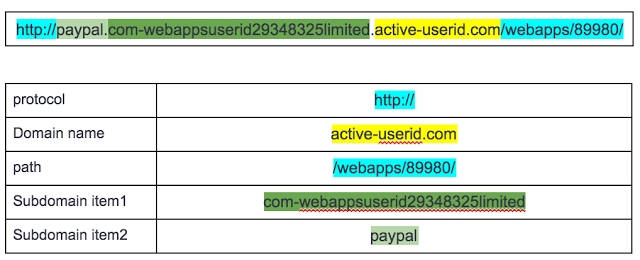 http://paypal.com-webappsuserid29348325limited.active-userid.com/webapps/89980/
protocol http://
Domain name active-userid.com
path /webapps/89980/
Subdomain item1 com-webappsuserid29348325limited
Subdomain item2 paypal